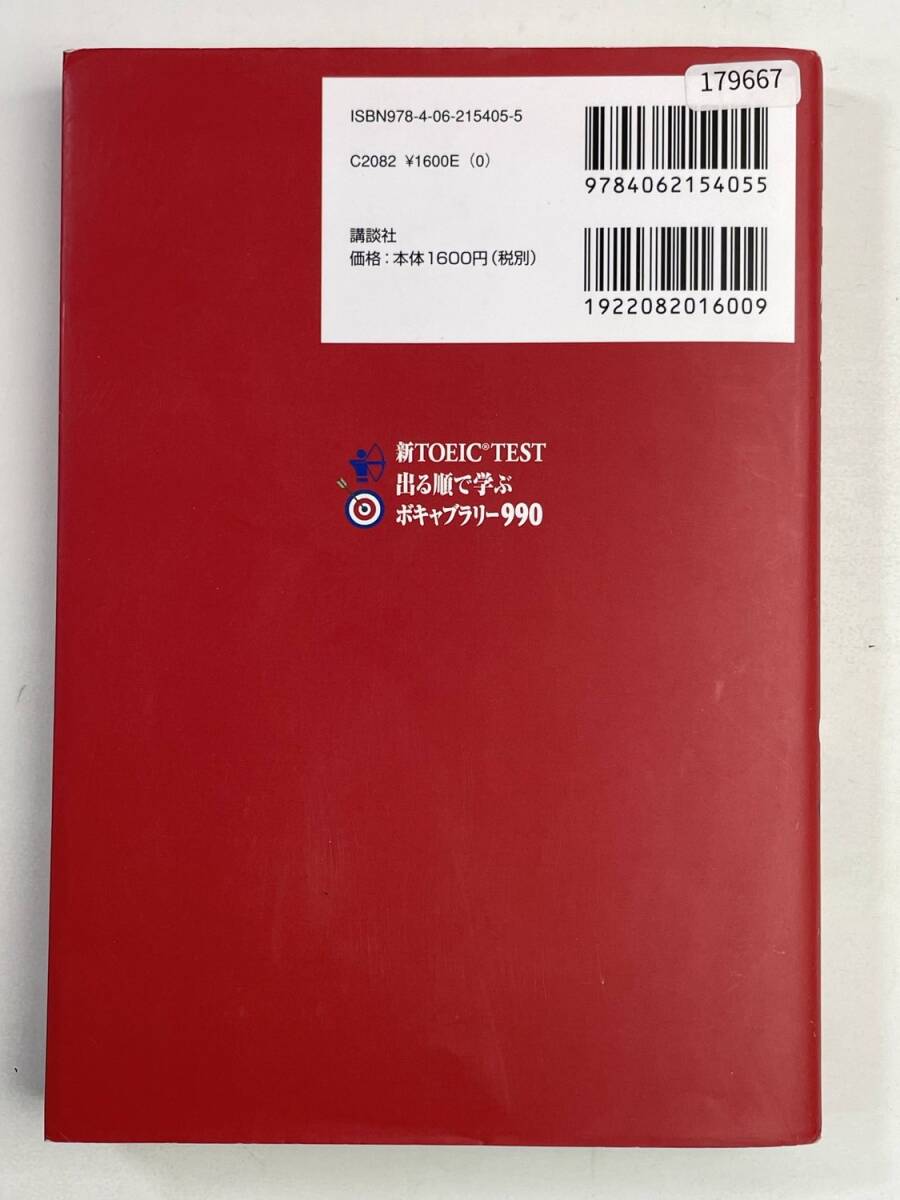 179667
ISBN978-4-06-215405-5
C2082 ¥1600E (0)
9784062154055
講談社
価格：本体1600円（税別）
1922082016009
新TOEIC®TEST
出る順で学ぶ
ボキャブラリー990